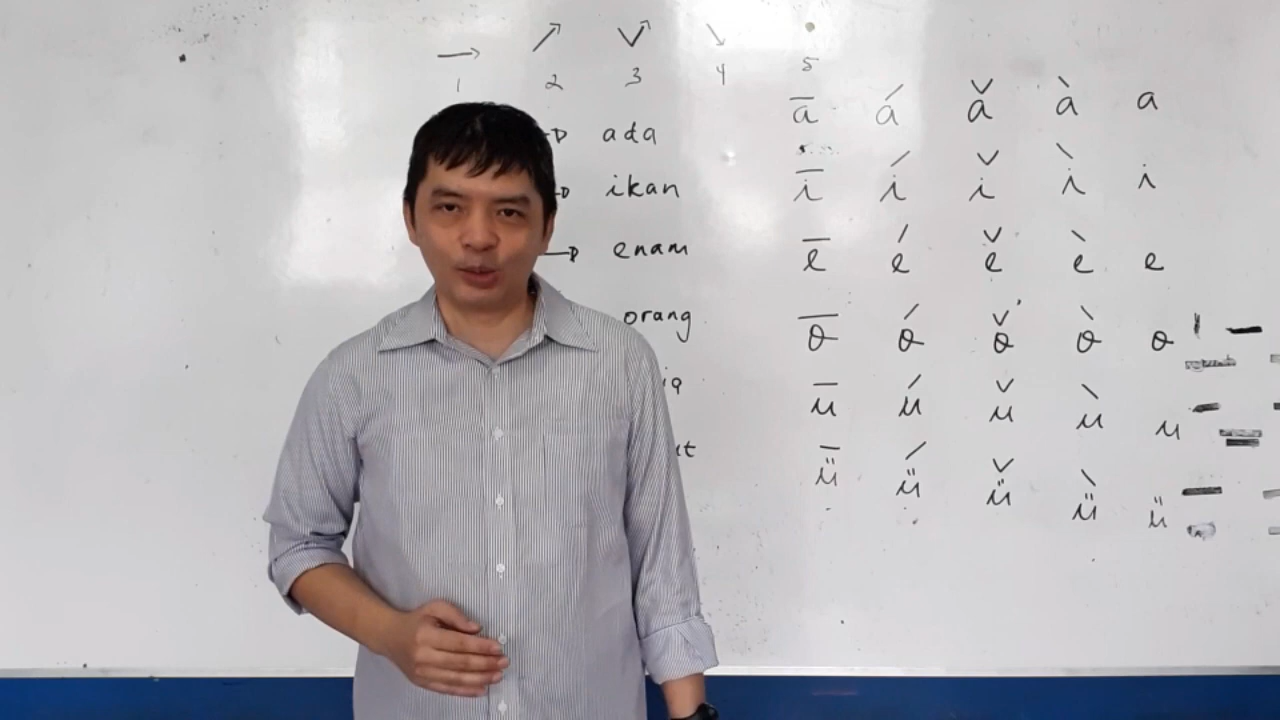 → ↗ ∨↗ ↘ •
1 2 3 4 5
ā á ǎ à a
→ ada
ī í ǐ ì i
→ ikan
ē é ě è e
→ enam
ō ó ǒ ò o
orang
ū ú ǔ ù u
ǖ ǘ ǚ ǜ ü